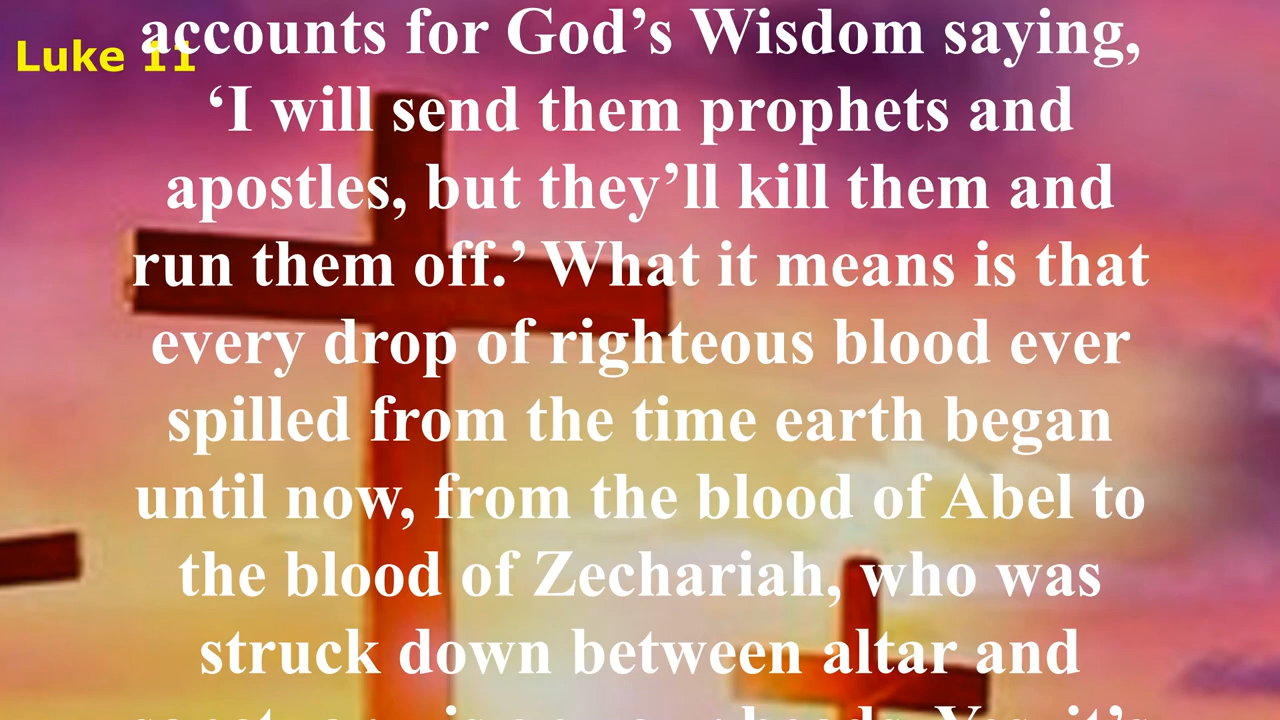 Luke 11
accounts for God’s Wisdom saying,
‘I will send them prophets and
apostles, but they’ll kill them and
run them off.’ What it means is that
every drop of righteous blood ever
spilled from the time earth began
until now, from the blood of Abel to
the blood of Zechariah, who was
struck down between altar and